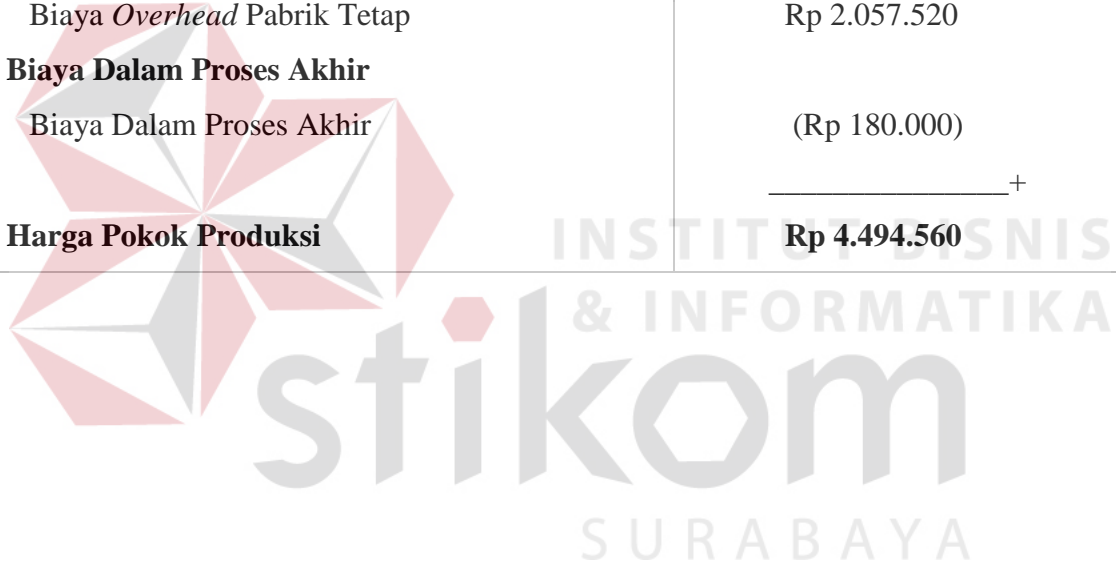 Biaya Overhead Pabrik Tetap Rp 2.057.520
Biaya Dalam Proses Akhir
Biaya Dalam Proses Akhir (Rp 180.000)
_______________+
Harga Pokok Produksi Rp 4.494.560
INSTITUT BISNIS
& INFORMATIKA
stikom
SURABAYA